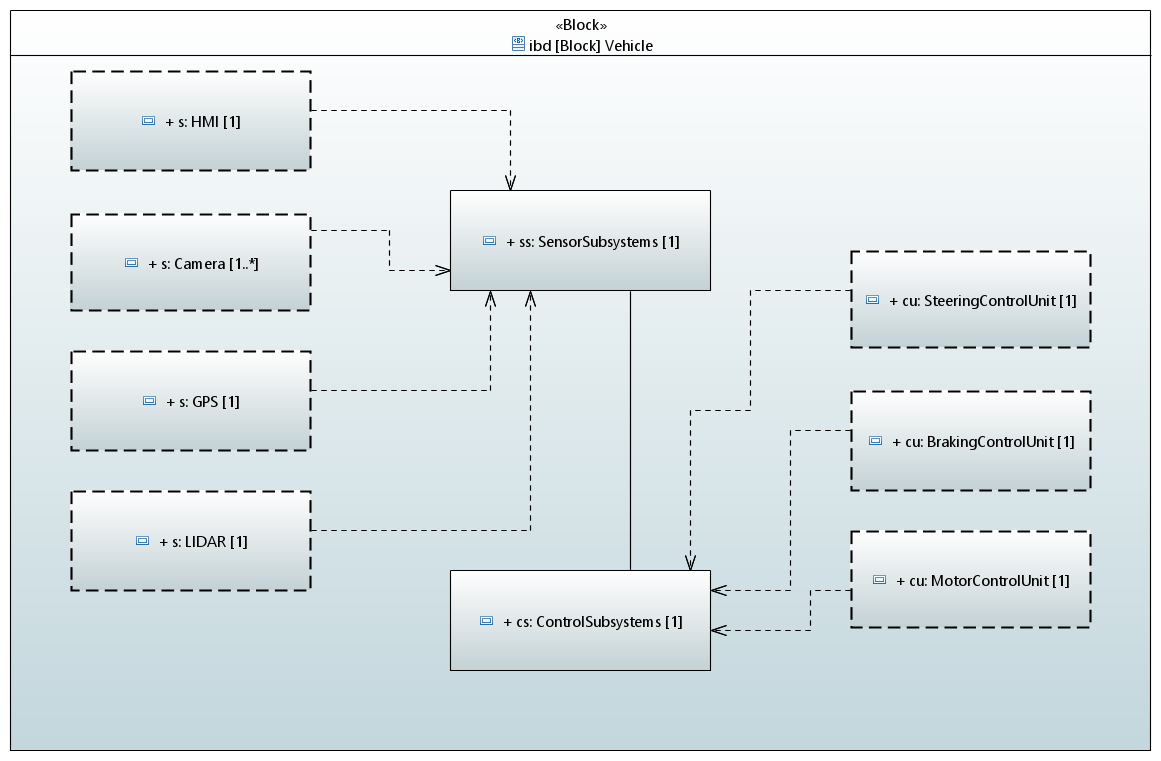 «Block»
ibd [Block] Vehicle
+ s: HMI [1]
+ ss: SensorSubsystems [1]
+ s: Camera [1..*]
+ cu: SteeringControlUnit [1]
+ s: GPS [1]
+ cu: BrakingControlUnit [1]
+ s: LIDAR [1]
+ cu: MotorControlUnit [1]
+ cs: ControlSubsystems [1]